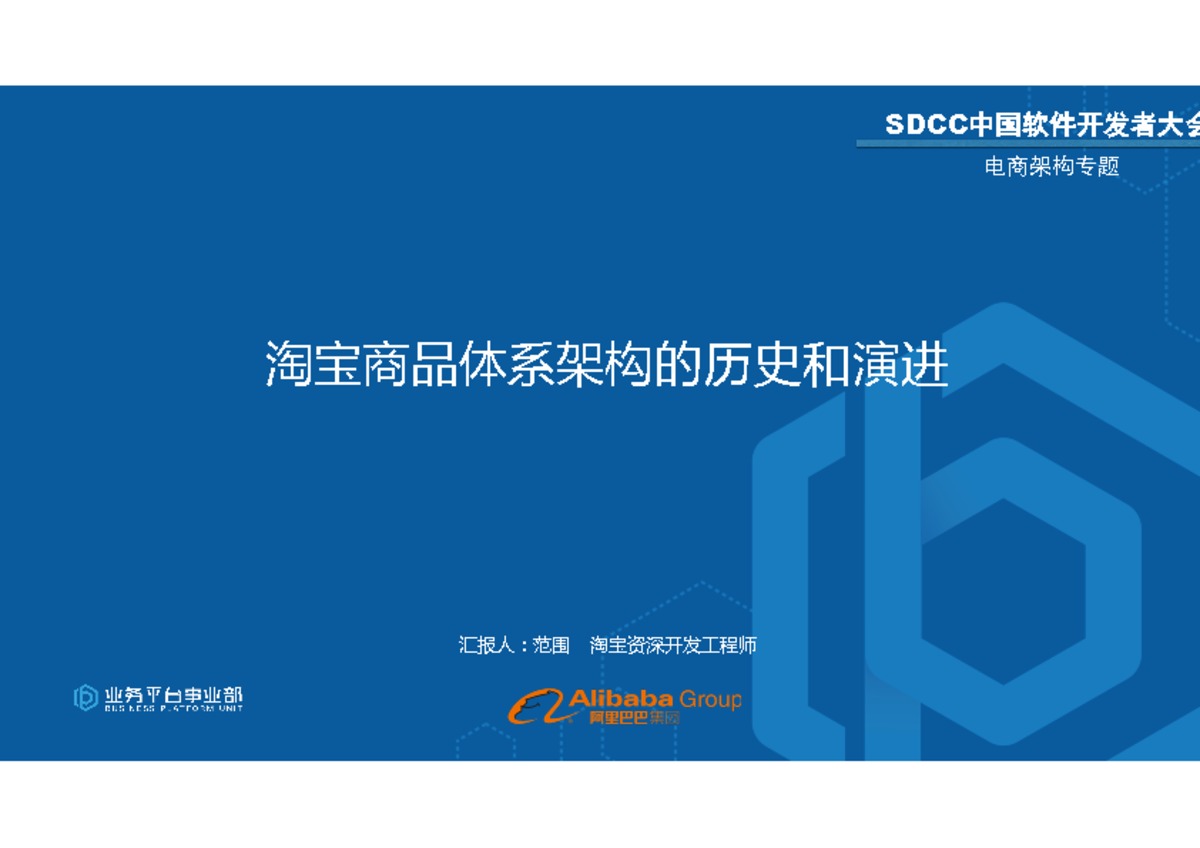 SDCC中国软件开发者大会
电商架构专题
淘宝商品体系架构的历史和演进
汇报人：范围 淘宝资深开发工程师
业务平台事业部
BUSINESS PLATFORM UNIT
Alibaba Group
阿里巴巴集团